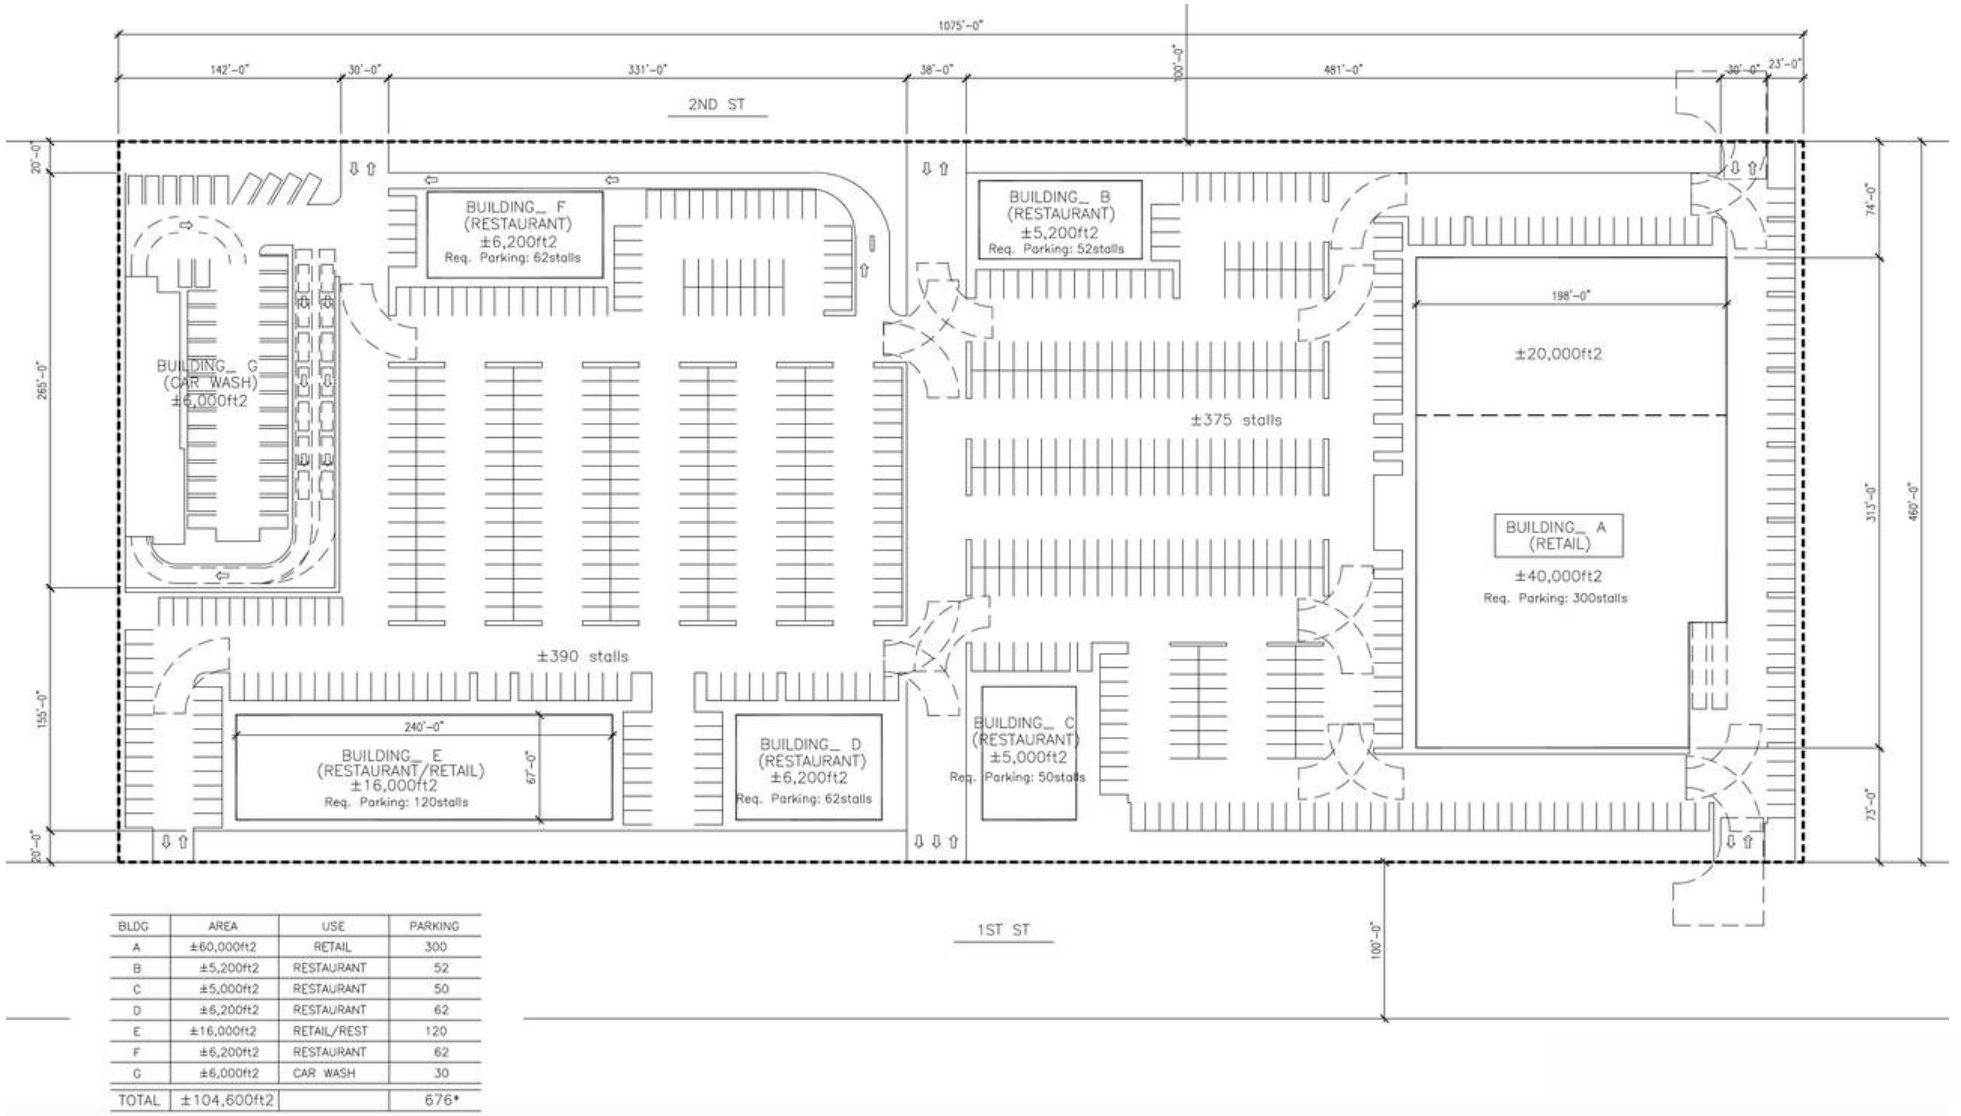 1075'-0"
142'-0"
30'-0"
331'-0"
38'-0"
100'-0"
481'-0"
30'-0"
23'-0"
2ND ST
20'-0"
265'-0"
155'-0"
20'-0"
BUILDING_ F
(RESTAURANT)
±6,200ft2
Req. Parking: 62stalls
BUILDING_ B
(RESTAURANT)
±5,200ft2
Req. Parking: 52stalls
74'-0"
198'-0"
±20,000ft2
BUILDING_ G
(CAR WASH)
±6,000ft2
±375 stalls
BUILDING_ A
(RETAIL)
±40,000ft2
Req. Parking: 300stalls
313'-0"
460'-0"
±390 stalls
240'-0"
67'-0"
BUILDING_ E
(RESTAURANT/RETAIL)
±16,000ft2
Req. Parking: 120stalls
BUILDING_ D
(RESTAURANT)
±6,200ft2
Req. Parking: 62stalls
BUILDING_ C
(RESTAURANT)
±5,000ft2
Req. Parking: 50stalls
73'-0"
1ST ST
100'-0"
BLDG AREA USE PARKING
A ±60,000ft2 RETAIL 300
B ±5,200ft2 RESTAURANT 52
C ±5,000ft2 RESTAURANT 50
D ±6,200ft2 RESTAURANT 62
E ±16,000ft2 RETAIL/REST 120
F ±6,200ft2 RESTAURANT 62
G ±6,000ft2 CAR WASH 30
TOTAL ±104,600ft2 676*